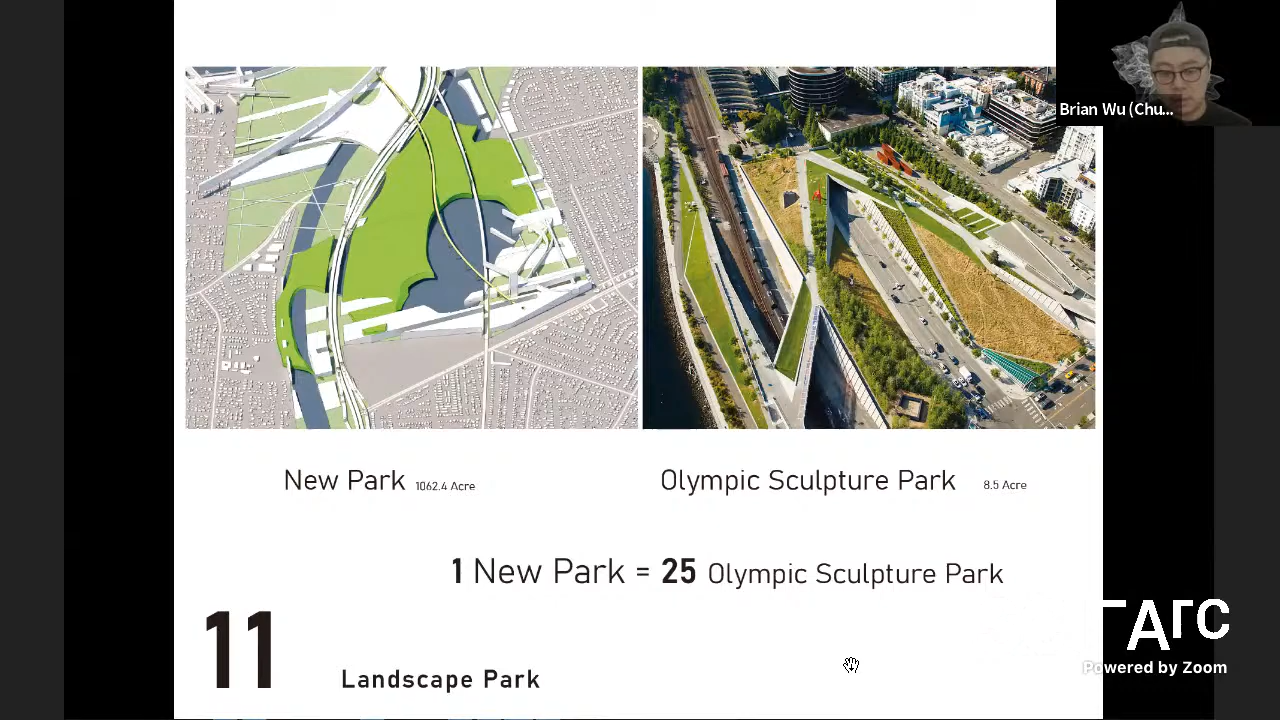 Brian Wu (Chu...
New Park 1062.4 Acre
Olympic Sculpture Park 8.5 Acre
1 New Park = 25 Olympic Sculpture Park
11
Landscape Park
Powered by Zoom